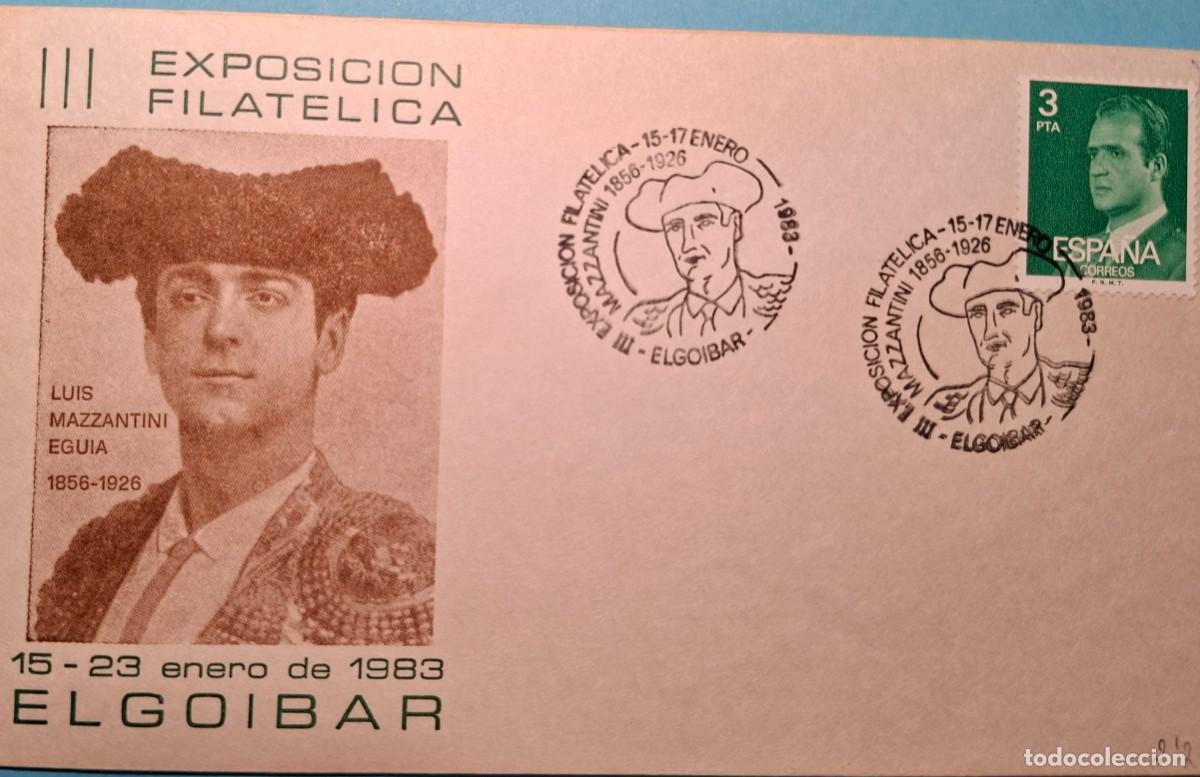 III EXPOSICION
FILATELICA
LUIS
MAZZANTINI
EGUIA
1856-1926
15 - 23 enero de 1983
ELGOIBAR
III EXPOSICION FILATELICA - 15-17 ENERO 1983 -
MAZZANTINI 1856-1926
- ELGOIBAR -
III EXPOSICION FILATELICA - 15-17 ENERO 1983 -
MAZZANTINI 1856-1926
- ELGOIBAR -
3
PTA
ESPAÑA
CORREOS
F.N.M.T.
todocoleccion